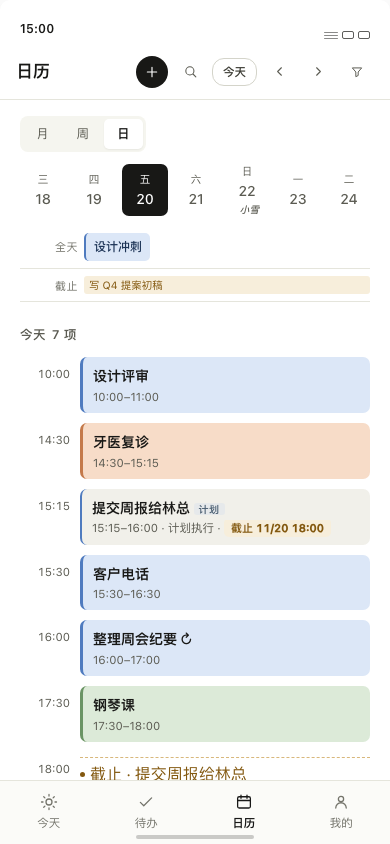 15:00
日历
今天
月 周 日
三 四 五 六 日 一 二
18 19 20 21 22 23 24
小雪
全天 设计冲刺
截止 写 Q4 提案初稿
今天 7 项
10:00 设计评审
10:00–11:00
14:30 牙医复诊
14:30–15:15
15:15 提交周报给林总 计划
15:15–16:00 · 计划执行 · 截止 11/20 18:00
15:30 客户电话
15:30–16:30
16:00 整理周会纪要
16:00–17:00
17:30 钢琴课
17:30–18:00
18:00 • 截止 · 提交周报给林总
今天 待办 日历 我的